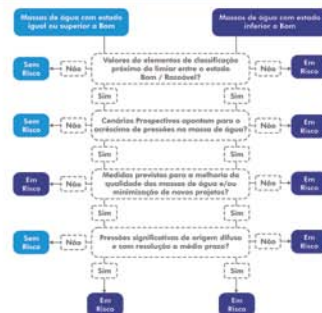 Massas de água com estado
igual ou superior a Bom
Massas de água com estado
inferior a Bom
Valores de elementos de classificação
próximo do limiar entre o estado
Bom / Razoável?
Sem
Risco
Não
Não
Em
Risco
Sim
Sim
Cenários Prospectivos apontam para o
acréscimo de pressões na massa de água?
Sem
Risco
Não
Não
Em
Risco
Sim
Sim
Medidas previstas para a melhoria da
qualidade das massas de água e/ou
minimização de novos projetos?
Em
Risco
Não
Não
Em
Risco
Sim
Sim
Pressões significativas de origem difusa
e com resolução a médio prazo?
Sem
Risco
Não
Não
Em
Risco
Sim
Sim
Em
Risco
Em
Risco